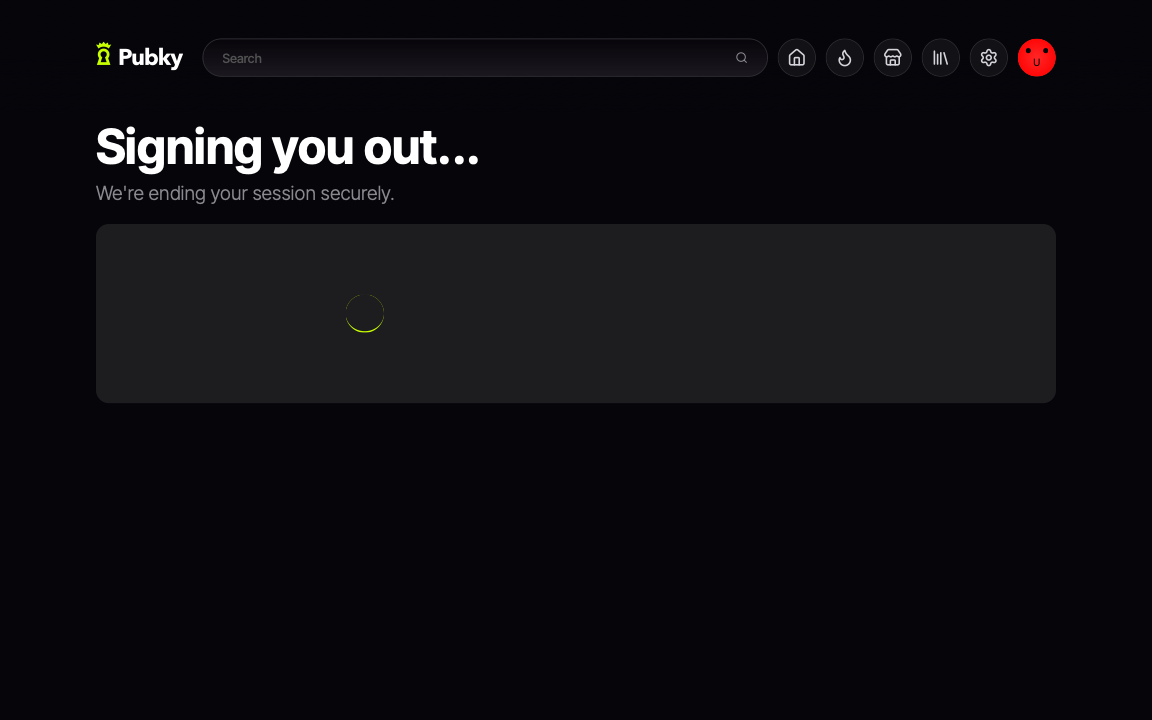 Pubky
Search
U
Signing you out...
We're ending your session securely.